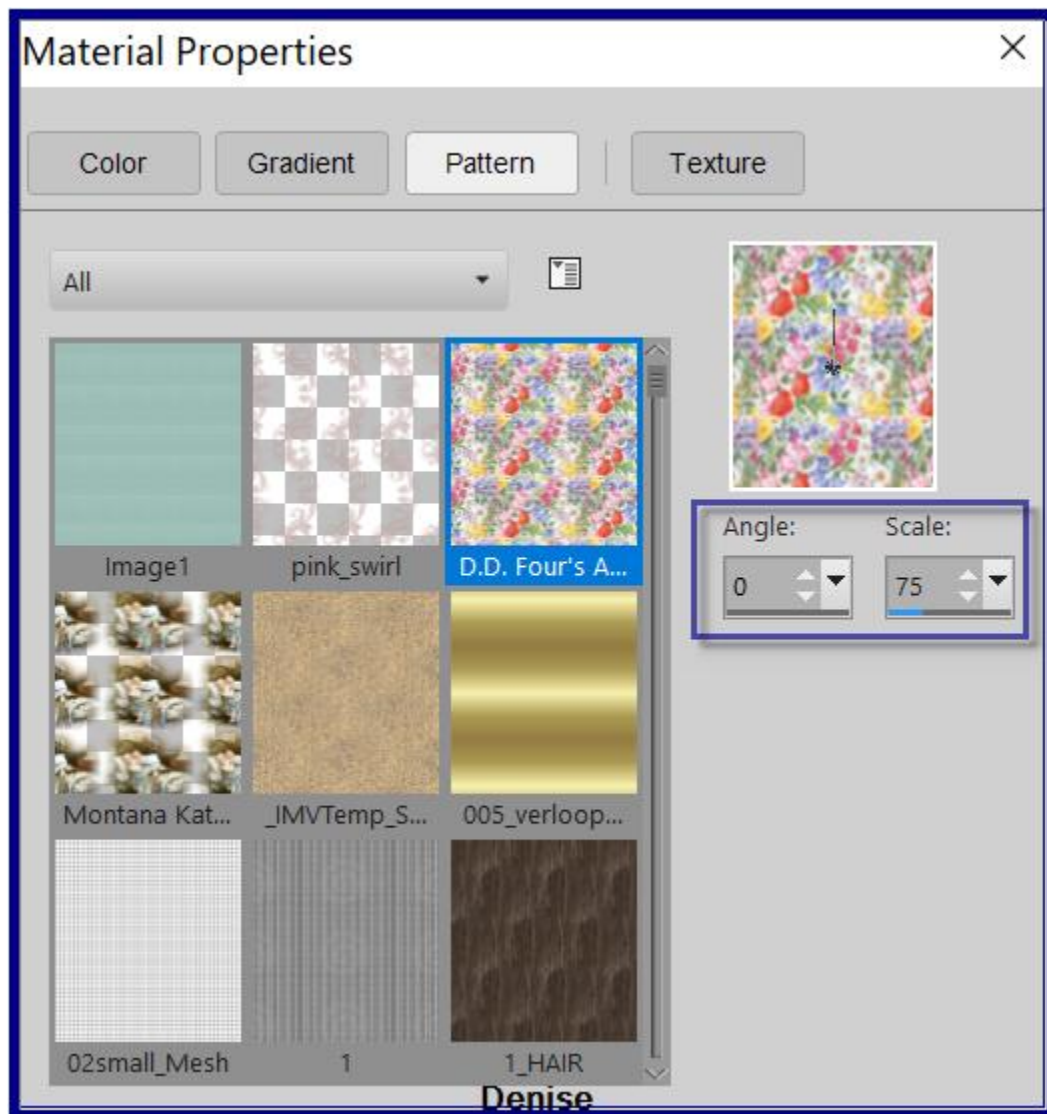 Material Properties
Color Gradient Pattern Texture
All
Image1 pink_swirl D.D. Four's A...
Angle: Scale:
0 75
Montana Kat... _IMVTemp_S... 005_verloop...
02small_Mesh 1 1_HAIR
Denise